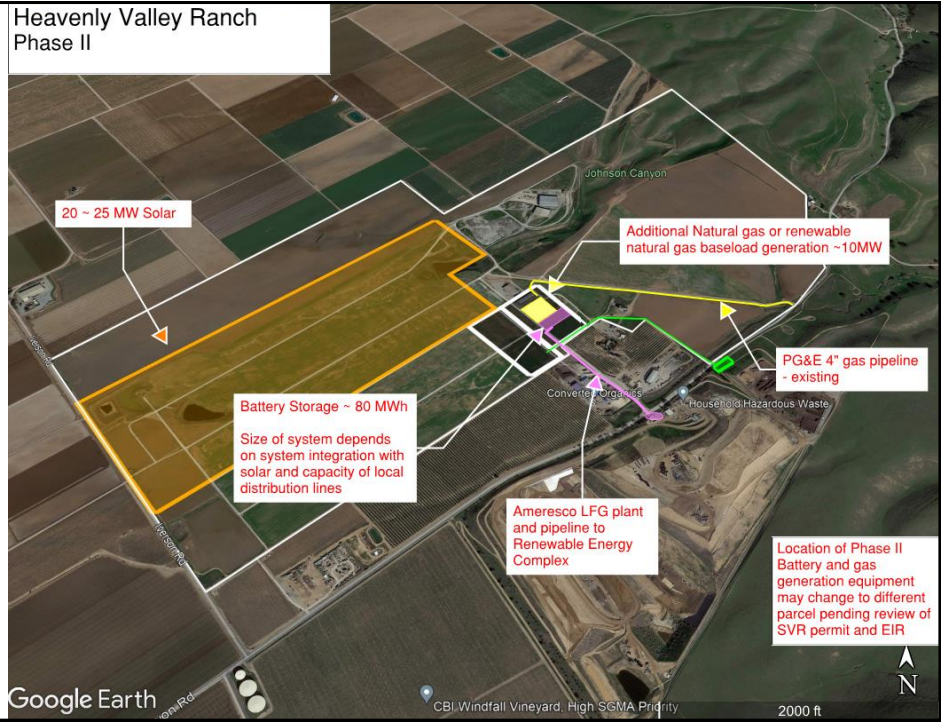 Heavenly Valley Ranch
Phase II
Johnson Canyon
20 ~ 25 MW Solar
Additional Natural gas or renewable
natural gas baseload generation ~10MW
PG&E 4" gas pipeline
- existing
Battery Storage ~ 80 MWh
Size of system depends
on system integration with
solar and capacity of local
distribution lines
Converted Organics
Household Hazardous Waste
Ameresco LFG plant
and pipeline to
Renewable Energy
Complex
Iverson Rd
Location of Phase II
Battery and gas
generation equipment
may change to different
parcel pending review of
SVR permit and EIR
N
Google Earth
CBI Windfall Vineyard, High SGMA Priority
2000 ft